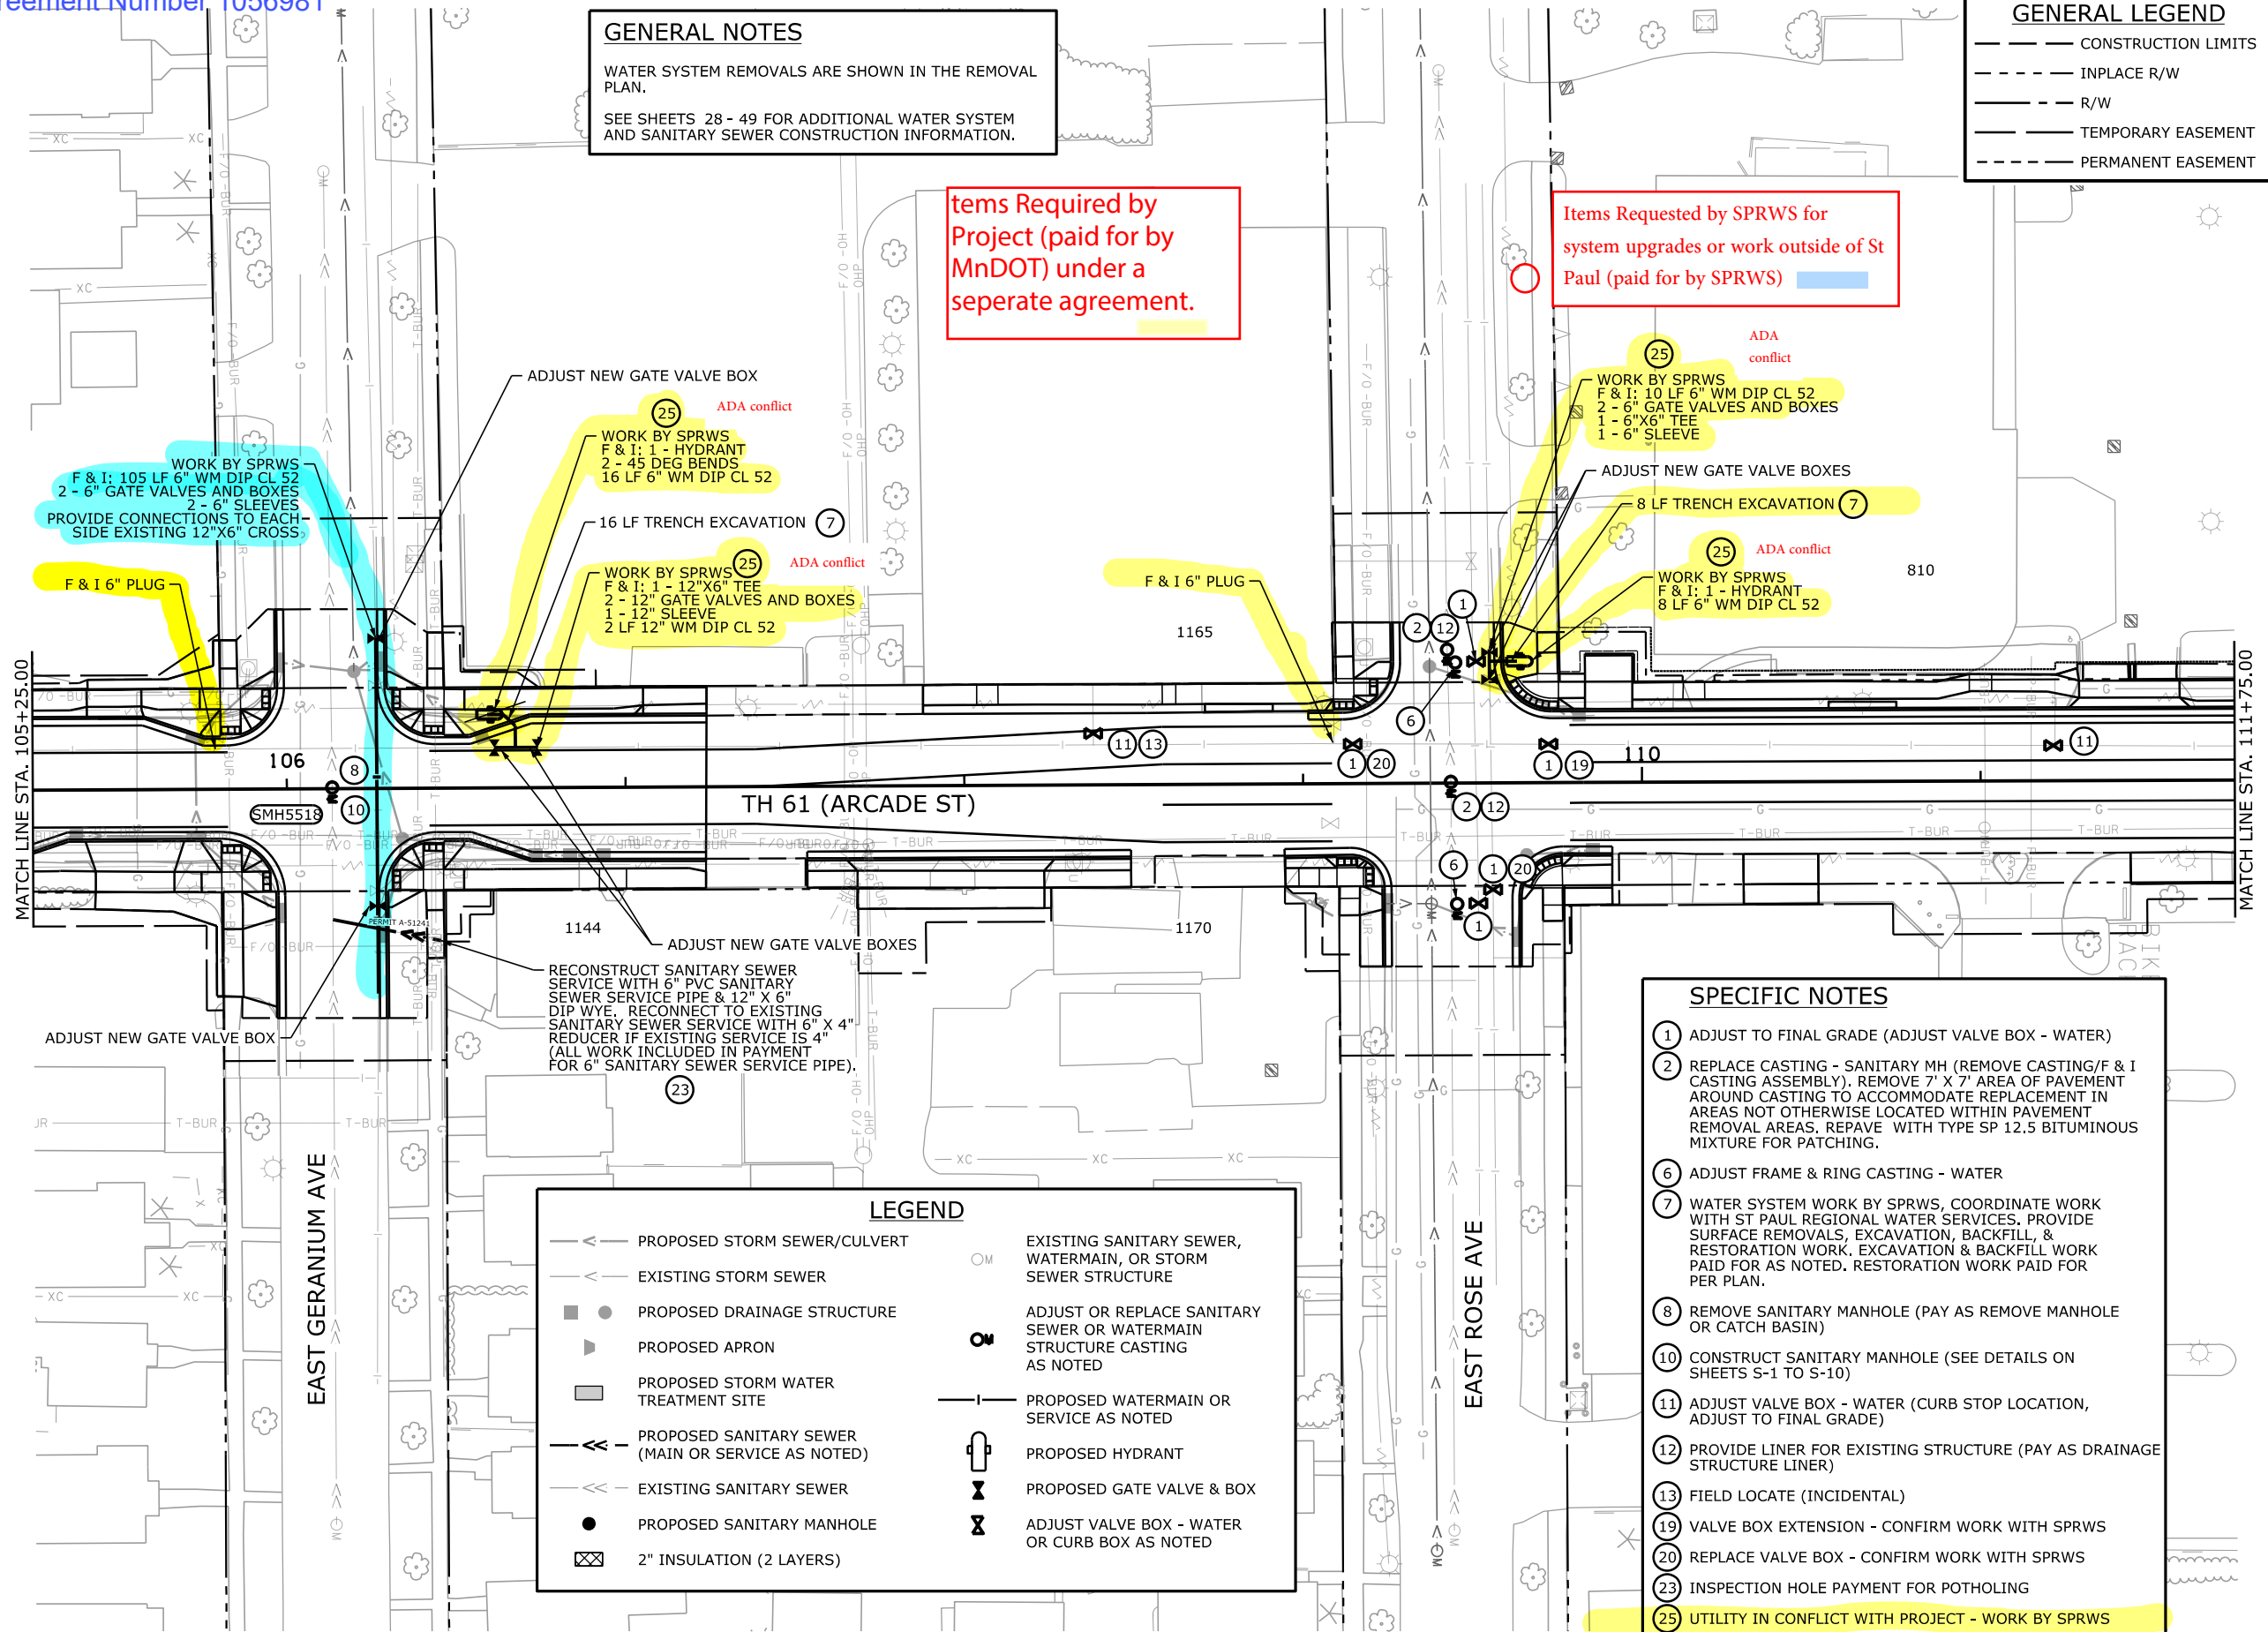 reement Number 1056981
GENERAL NOTES
WATER SYSTEM REMOVALS ARE SHOWN IN THE REMOVAL
PLAN.
SEE SHEETS 28 - 49 FOR ADDITIONAL WATER SYSTEM
AND SANITARY SEWER CONSTRUCTION INFORMATION.
GENERAL LEGEND
CONSTRUCTION LIMITS
INPLACE R/W
R/W
TEMPORARY EASEMENT
PERMANENT EASEMENT
tems Required by
Project (paid for by
MnDOT) under a
seperate agreement.
Items Requested by SPRWS for
system upgrades or work outside of St
Paul (paid for by SPRWS)
ADJUST NEW GATE VALVE BOX
25
ADA conflict
WORK BY SPRWS
F & I: 1 - HYDRANT
2 - 45 DEG BENDS
16 LF 6" WM DIP CL 52
16 LF TRENCH EXCAVATION 7
25
ADA conflict
WORK BY SPRWS
F & I: 1 - 12"X6" TEE
2 - 12" GATE VALVES AND BOXES
1 - 12" SLEEVE
2 LF 12" WM DIP CL 52
WORK BY SPRWS
F & I: 105 LF 6" WM DIP CL 52
2 - 6" GATE VALVES AND BOXES
2 - 6" SLEEVES
PROVIDE CONNECTIONS TO EACH
SIDE EXISTING 12"X6" CROSS
F & I 6" PLUG
F & I 6" PLUG
25
ADA
conflict
WORK BY SPRWS
F & I: 10 LF 6" WM DIP CL 52
2 - 6" GATE VALVES AND BOXES
1 - 6"X6" TEE
1 - 6" SLEEVE
ADJUST NEW GATE VALVE BOXES
8 LF TRENCH EXCAVATION 7
25
ADA conflict
WORK BY SPRWS
F & I: 1 - HYDRANT
8 LF 6" WM DIP CL 52
810
1165
1
2 12
6
11 13
1 20
1 19
11
2 12
6
1 20
1
106
110
8
10
SMH5518
TH 61 (ARCADE ST)
MATCH LINE STA. 105+25.00
MATCH LINE STA. 111+75.00
PERMIT A-5124
1144
1170
ADJUST NEW GATE VALVE BOXES
ADJUST NEW GATE VALVE BOX
RECONSTRUCT SANITARY SEWER
SERVICE WITH 6" PVC SANITARY
SEWER SERVICE PIPE & 12" X 6"
DIP WYE. RECONNECT TO EXISTING
SANITARY SEWER SERVICE WITH 6" X 4"
REDUCER IF EXISTING SERVICE IS 4"
(ALL WORK INCLUDED IN PAYMENT
FOR 6" SANITARY SEWER SERVICE PIPE).
23
EAST GERANIUM AVE
EAST ROSE AVE
LEGEND
PROPOSED STORM SEWER/CULVERT
EXISTING STORM SEWER
PROPOSED DRAINAGE STRUCTURE
PROPOSED APRON
PROPOSED STORM WATER
TREATMENT SITE
PROPOSED SANITARY SEWER
(MAIN OR SERVICE AS NOTED)
EXISTING SANITARY SEWER
PROPOSED SANITARY MANHOLE
2" INSULATION (2 LAYERS)
EXISTING SANITARY SEWER,
WATERMAIN, OR STORM
SEWER STRUCTURE
ADJUST OR REPLACE SANITARY
SEWER OR WATERMAIN
STRUCTURE CASTING
AS NOTED
PROPOSED WATERMAIN OR
SERVICE AS NOTED
PROPOSED HYDRANT
PROPOSED GATE VALVE & BOX
ADJUST VALVE BOX - WATER
OR CURB BOX AS NOTED
SPECIFIC NOTES
1 ADJUST TO FINAL GRADE (ADJUST VALVE BOX - WATER)
2 REPLACE CASTING - SANITARY MH (REMOVE CASTING/F & I
CASTING ASSEMBLY). REMOVE 7' X 7' AREA OF PAVEMENT
AROUND CASTING TO ACCOMMODATE REPLACEMENT IN
AREAS NOT OTHERWISE LOCATED WITHIN PAVEMENT
REMOVAL AREAS. REPAVE WITH TYPE SP 12.5 BITUMINOUS
MIXTURE FOR PATCHING.
6 ADJUST FRAME & RING CASTING - WATER
7 WATER SYSTEM WORK BY SPRWS, COORDINATE WORK
WITH ST PAUL REGIONAL WATER SERVICES. PROVIDE
SURFACE REMOVALS, EXCAVATION, BACKFILL, &
RESTORATION WORK. EXCAVATION & BACKFILL WORK
PAID FOR AS NOTED. RESTORATION WORK PAID FOR
PER PLAN.
8 REMOVE SANITARY MANHOLE (PAY AS REMOVE MANHOLE
OR CATCH BASIN)
10 CONSTRUCT SANITARY MANHOLE (SEE DETAILS ON
SHEETS S-1 TO S-10)
11 ADJUST VALVE BOX - WATER (CURB STOP LOCATION,
ADJUST TO FINAL GRADE)
12 PROVIDE LINER FOR EXISTING STRUCTURE (PAY AS DRAINAGE
STRUCTURE LINER)
13 FIELD LOCATE (INCIDENTAL)
19 VALVE BOX EXTENSION - CONFIRM WORK WITH SPRWS
20 REPLACE VALVE BOX - CONFIRM WORK WITH SPRWS
23 INSPECTION HOLE PAYMENT FOR POTHOLING
25 UTILITY IN CONFLICT WITH PROJECT - WORK BY SPRWS